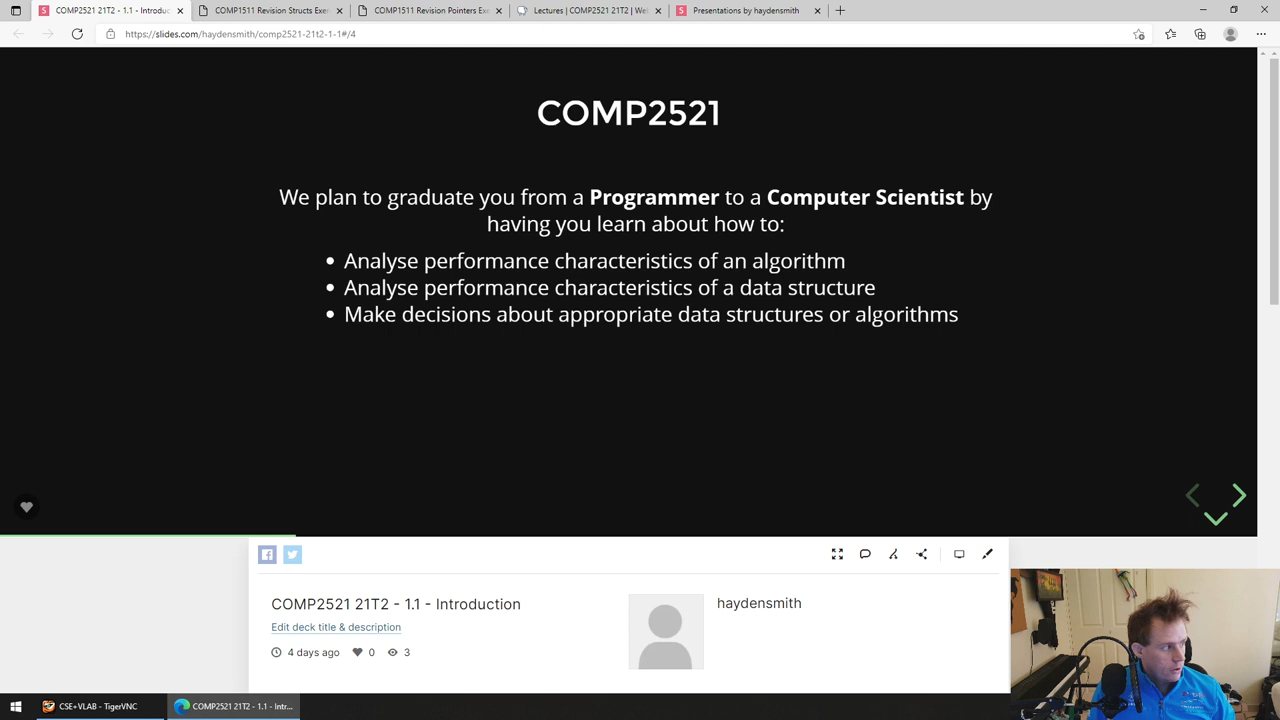 COMP2521 21T2 - 1.1 - Introduc
COMP1511 Revision Structs Exer
COMP1511 Revision Pointers Exe
Lectures | COMP2521 21T2 | We
Presentations by haydensmith
https://slides.com/haydensmith/comp2521-21t2-1-1#/4
COMP2521
We plan to graduate you from a Programmer to a Computer Scientist by
having you learn about how to:
Analyse performance characteristics of an algorithm
Analyse performance characteristics of a data structure
Make decisions about appropriate data structures or algorithms
COMP2521 21T2 - 1.1 - Introduction
haydensmith
Edit deck title & description
4 days ago 0 3
CSE+VLAB - TigerVNC
COMP2521 21T2 - 1.1 - Intr...